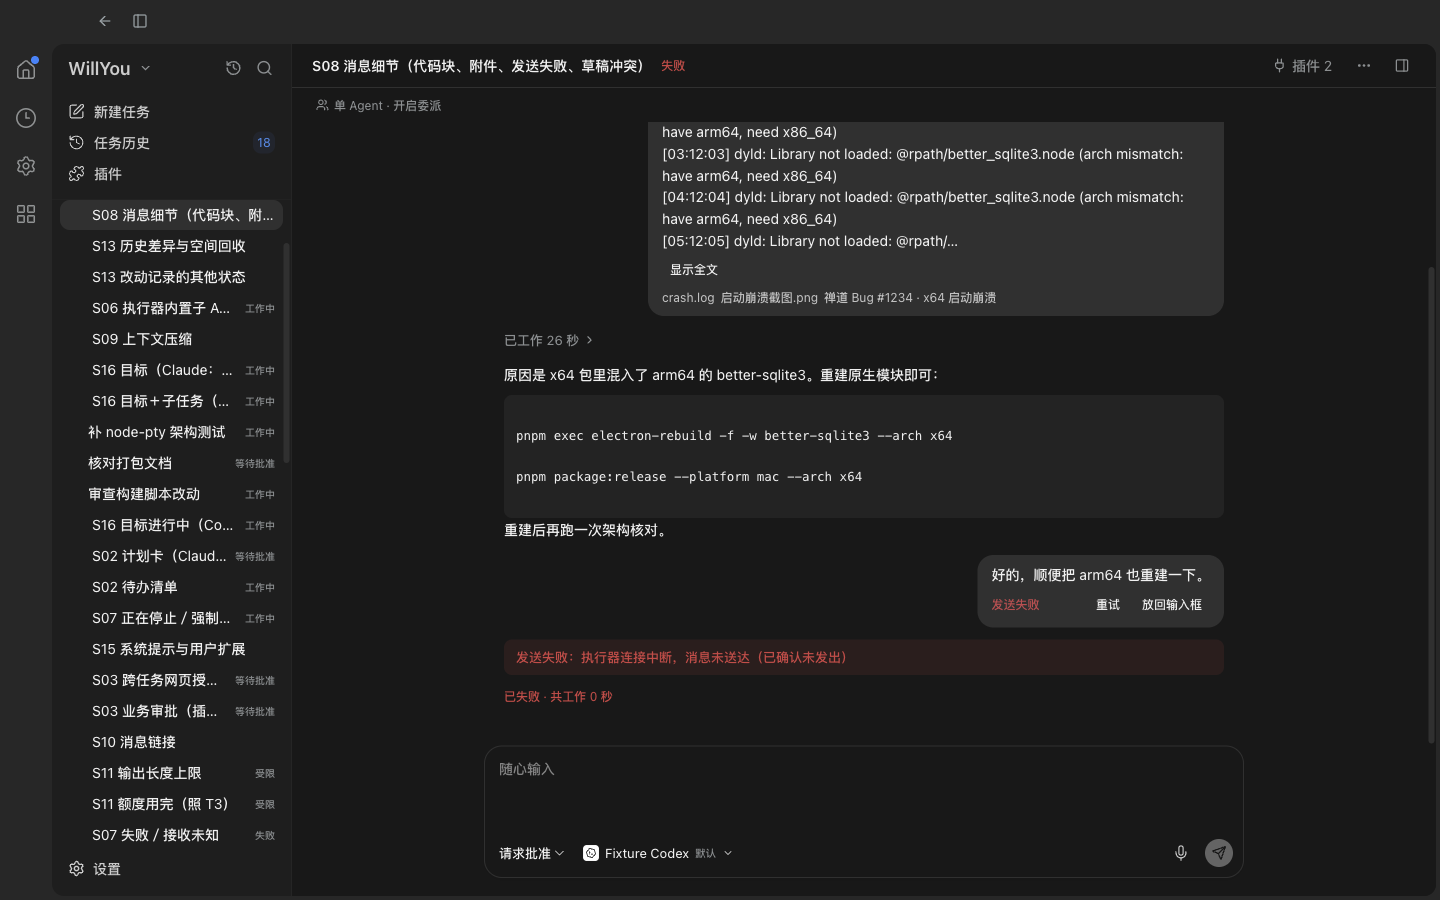 WillYou
新建任务
任务历史 18
插件
S08 消息细节（代码块、附...
S13 历史差异与空间回收
S13 改动记录的其他状态
S06 执行器内置子 A... 工作中
S09 上下文压缩
S16 目标（Claude：... 工作中
S16 目标＋子任务（... 工作中
补 node-pty 架构测试 工作中
核对打包文档 等待批准
审查构建脚本改动 工作中
S16 目标进行中（Co... 工作中
S02 计划卡（Claud... 等待批准
S02 待办清单 工作中
S07 正在停止 / 强制... 工作中
S15 系统提示与用户扩展
S03 跨任务网页授... 等待批准
S03 业务审批（插... 等待批准
S10 消息链接
S11 输出长度上限 受限
S11 额度用完（照 T3） 受限
S07 失败 / 接收未知 失败
设置
S08 消息细节（代码块、附件、发送失败、草稿冲突） 失败
插件 2
单 Agent · 开启委派
have arm64, need x86_64)
[03:12:03] dyld: Library not loaded: @rpath/better_sqlite3.node (arch mismatch:
have arm64, need x86_64)
[04:12:04] dyld: Library not loaded: @rpath/better_sqlite3.node (arch mismatch:
have arm64, need x86_64)
[05:12:05] dyld: Library not loaded: @rpath/...
显示全文
crash.log 启动崩溃截图.png 禅道 Bug #1234 · x64 启动崩溃
已工作 26 秒
原因是 x64 包里混入了 arm64 的 better-sqlite3。重建原生模块即可：
pnpm exec electron-rebuild -f -w better-sqlite3 --arch x64
pnpm package:release --platform mac --arch x64
重建后再跑一次架构核对。
好的，顺便把 arm64 也重建一下。
发送失败 重试 放回输入框
发送失败：执行器连接中断，消息未送达（已确认未发出）
已失败 · 共工作 0 秒
随心输入
请求批准 Fixture Codex 默认